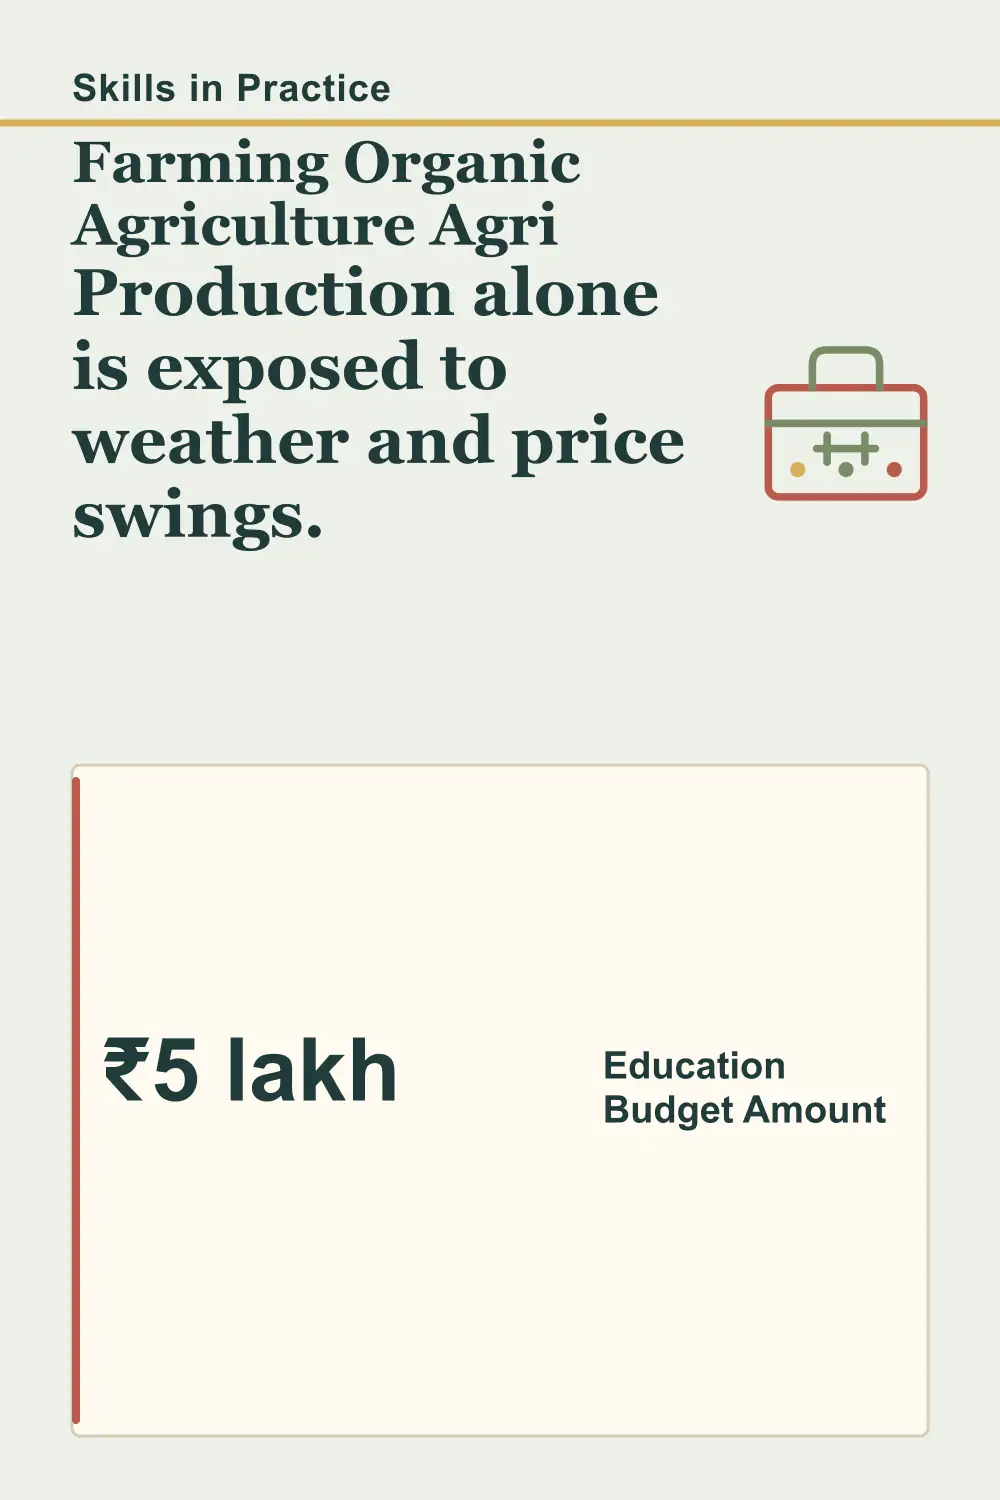 Skills in Practice
Farming Organic
Agriculture Agri
Production alone
is exposed to
weather and price
swings.
₹5 lakh
Education
Budget Amount